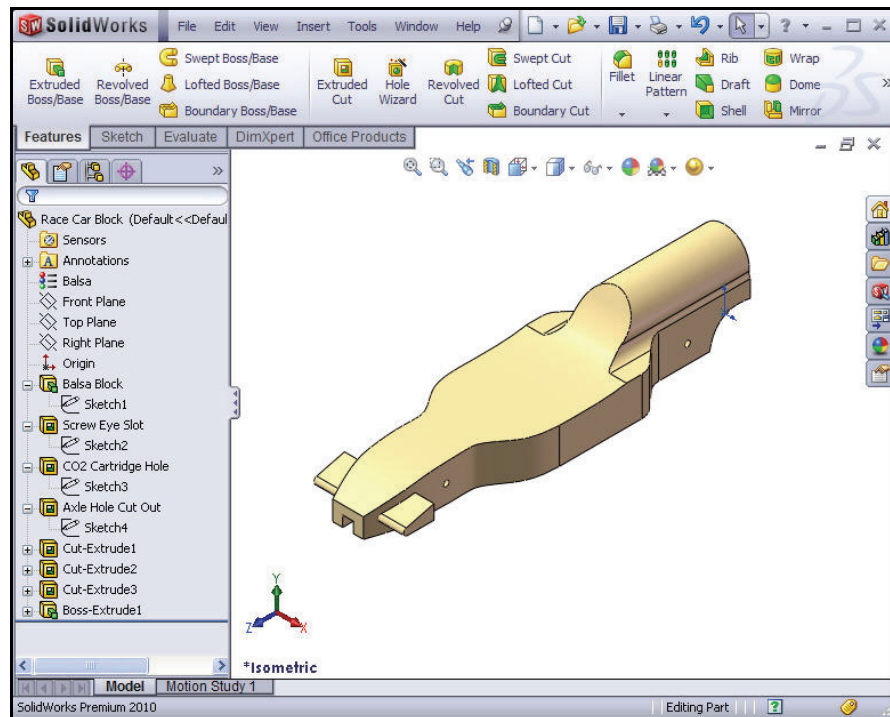 SolidWorks File Edit View Insert Tools Window Help
Extruded Boss/Base
Revolved Boss/Base
Swept Boss/Base
Lofted Boss/Base
Boundary Boss/Base
Extruded Cut
Hole Wizard
Revolved Cut
Swept Cut
Lofted Cut
Boundary Cut
Fillet
Linear Pattern
Rib
Draft
Shell
Wrap
Dome
Mirror
Features Sketch Evaluate DimXpert Office Products
Race Car Block (Default<<Defaul
Sensors
Annotations
Balsa
Front Plane
Top Plane
Right Plane
Origin
Balsa Block
Sketch1
Screw Eye Slot
Sketch2
CO2 Cartridge Hole
Sketch3
Axle Hole Cut Out
Sketch4
Cut-Extrude1
Cut-Extrude2
Cut-Extrude3
Boss-Extrude1
Y
Z X
*Isometric
Model Motion Study 1
SolidWorks Premium 2010 Editing Part